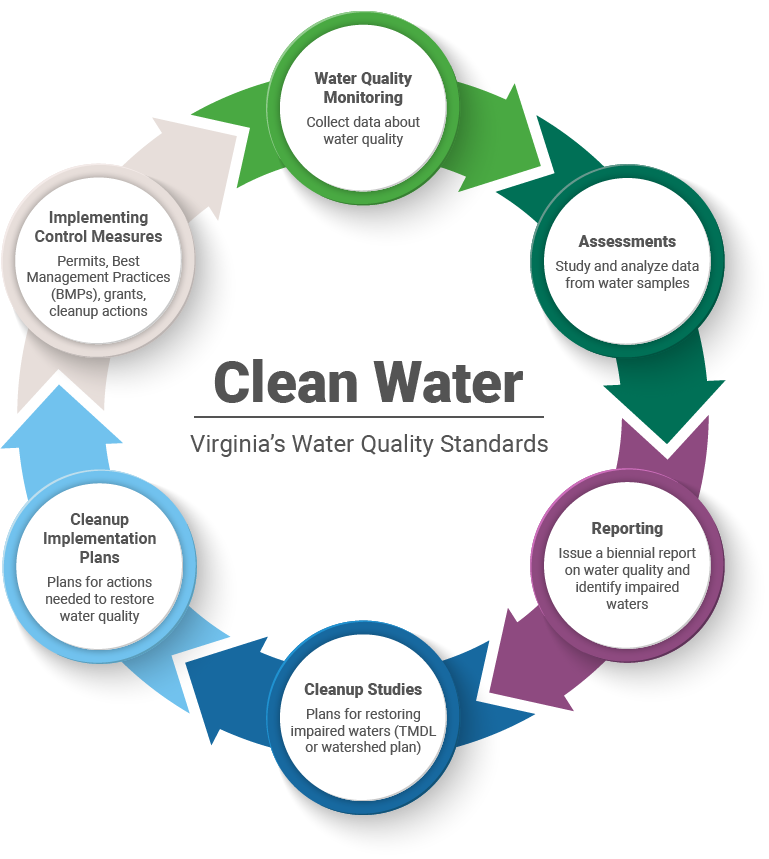 Water Quality
Monitoring
Collect data about
water quality
Assessments
Study and analyze data
from water samples
Reporting
Issue a biennial report
on water quality and
identify impaired
waters
Cleanup Studies
Plans for restoring
impaired waters (TMDL
or watershed plan)
Cleanup
Implementation
Plans
Plans for actions
needed to restore
water quality
Implementing
Control Measures
Permits, Best
Management Practices
(BMPs), grants,
cleanup actions
Clean Water
Virginia’s Water Quality Standards